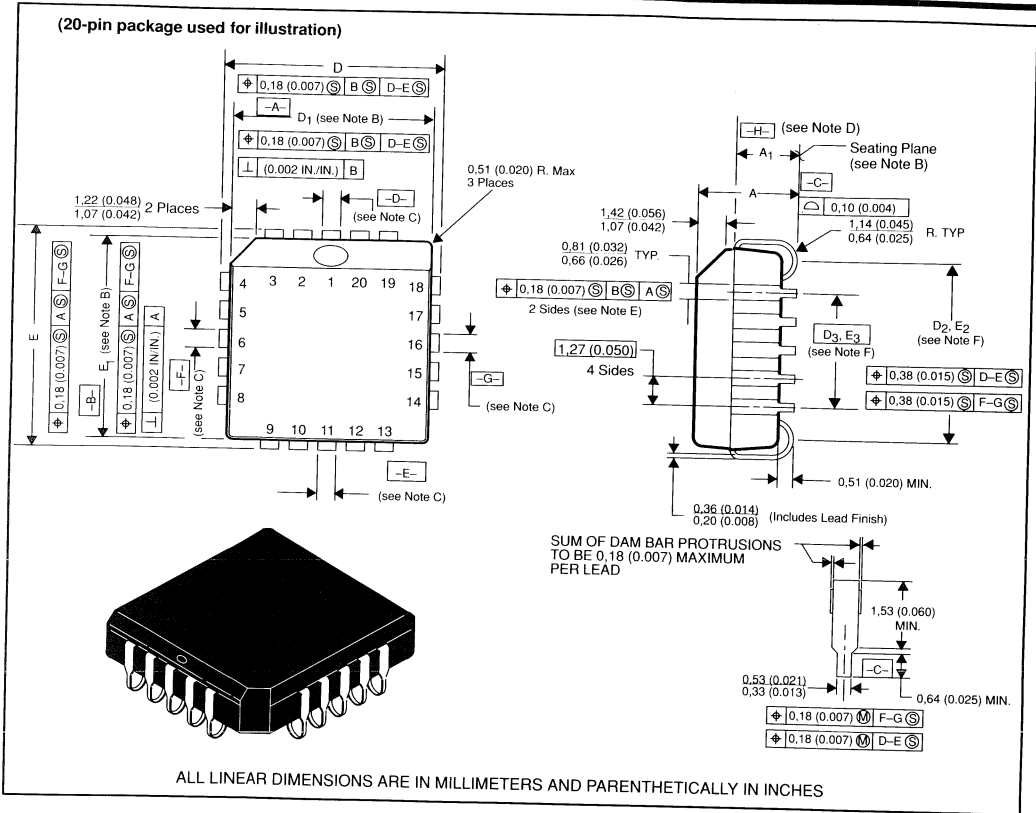 (20-pin package used for illustration)
D
⌖ 0,18 (0.007) Ⓢ B Ⓢ D–E Ⓢ
–A–
D1 (see Note B)
⌖ 0,18 (0.007) Ⓢ B Ⓢ D–E Ⓢ
⊥ (0.002 IN./IN.) B
0,51 (0.020) R. Max
3 Places
1,22 (0.048)
1,07 (0.042)
2 Places
–D–
(see Note C)
4 3 2 1 20 19 18
5 17
6 16
7 15
8 14
9 10 11 12 13
E
⌖ 0,18 (0.007) Ⓢ A Ⓢ F–G Ⓢ
–B–
E1 (see Note B)
⌖ 0,18 (0.007) Ⓢ A Ⓢ F–G Ⓢ
⊥ (0.002 IN/IN.) A
–F–
(see Note C)
–G–
(see Note C)
–E–
(see Note C)
–H– (see Note D)
A1
Seating Plane
(see Note B)
A
–C–
⌓ 0,10 (0.004)
1,42 (0.056)
1,07 (0.042)
1,14 (0.045)
0,64 (0.025)
R. TYP
0,81 (0.032)
0,66 (0.026)
TYP.
⌖ 0,18 (0.007) Ⓢ B Ⓢ A Ⓢ
2 Sides (see Note E)
D3, E3
(see Note F)
D2, E2
(see Note F)
1,27 (0.050)
4 Sides
⌖ 0,38 (0.015) Ⓢ D–E Ⓢ
⌖ 0,38 (0.015) Ⓢ F–G Ⓢ
0,51 (0.020) MIN.
0,36 (0.014)
0,20 (0.008)
(Includes Lead Finish)
SUM OF DAM BAR PROTRUSIONS
TO BE 0,18 (0.007) MAXIMUM
PER LEAD
1,53 (0.060)
MIN.
–C–
0,53 (0.021)
0,33 (0.013)
0,64 (0.025) MIN.
⌖ 0,18 (0.007) Ⓜ F–G Ⓢ
⌖ 0,18 (0.007) Ⓜ D–E Ⓢ
ALL LINEAR DIMENSIONS ARE IN MILLIMETERS AND PARENTHETICALLY IN INCHES